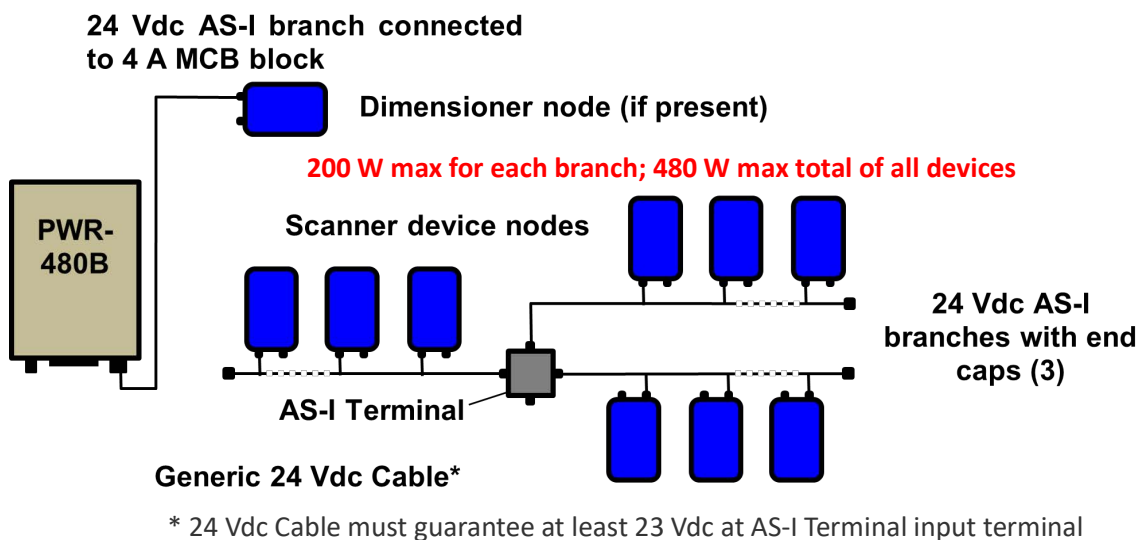 24 Vdc AS-I branch connected
to 4 A MCB block
Dimensioner node (if present)
200 W max for each branch; 480 W max total of all devices
PWR-
480B
Scanner device nodes
24 Vdc AS-I
branches with end
caps (3)
AS-I Terminal
Generic 24 Vdc Cable*
* 24 Vdc Cable must guarantee at least 23 Vdc at AS-I Terminal input terminal